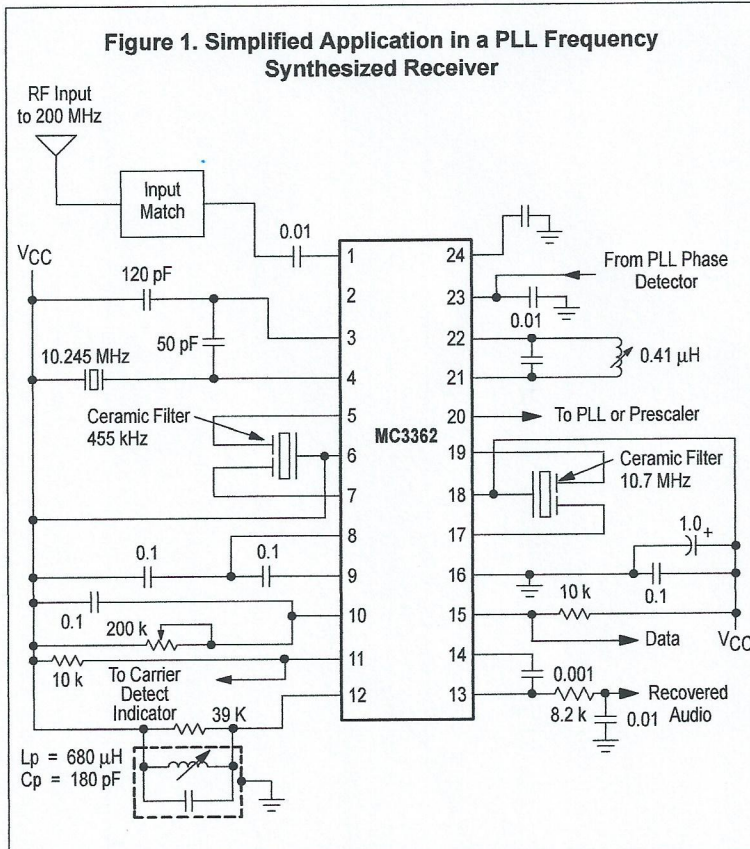 Figure 1. Simplified Application in a PLL Frequency
Synthesized Receiver
RF Input
to 200 MHz
Input
Match
0.01
VCC
120 pF
50 pF
10.245 MHz
Ceramic Filter
455 kHz
0.1
0.1
0.1
200 k
10 k
To Carrier
Detect
Indicator
39 K
Lp = 680 μH
Cp = 180 pF
1
2
3
4
5
6
7
8
9
10
11
12
MC3362
24
23
22
21
20
19
18
17
16
15
14
13
From PLL Phase
Detector
0.01
0.41 μH
To PLL or Prescaler
Ceramic Filter
10.7 MHz
1.0
+
0.1
10 k
VCC
Data
0.001
8.2 k
Recovered
Audio
0.01